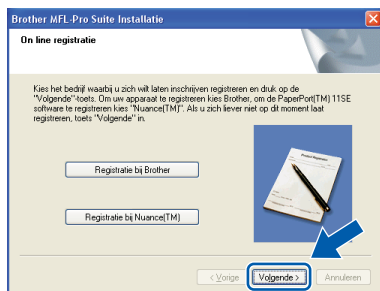 Brother MFL-Pro Suite Installatie
On line registratie
Kies het bedrijf waarbij u zich wilt laten inschrijven registreren en druk op de
"Volgende"-toets. Om uw apparaat te registreren kies Brother, om de PaperPort(TM) 11SE
software te registreren kies "Nuance(TM)". Als u zich liever niet op dit moment laat
registreren, toets "Volgende" in.
Product Registration
Registratie bij Brother
Registratie bij Nuance(TM)
< Vorige
Volgende >
Annuleren